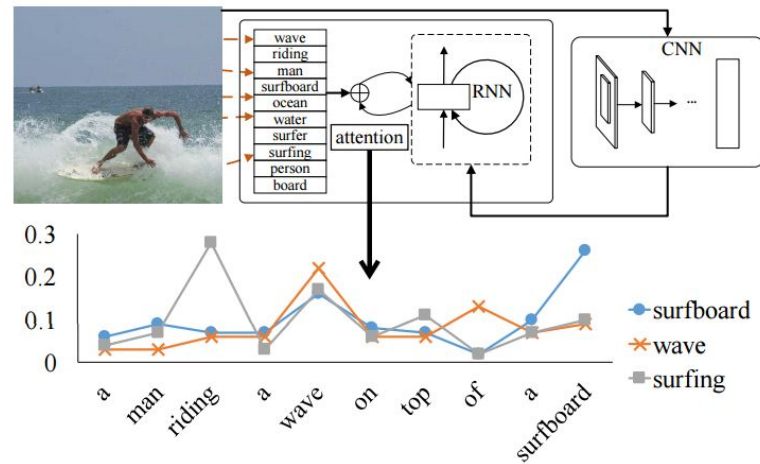 wave
riding
man
surfboard
ocean
water
surfer
surfing
person
board
attention
RNN
CNN
...
0.3
0.2
0.1
0
a
man
riding
a
wave
on
top
of
a
surfboard
surfboard
wave
surfing